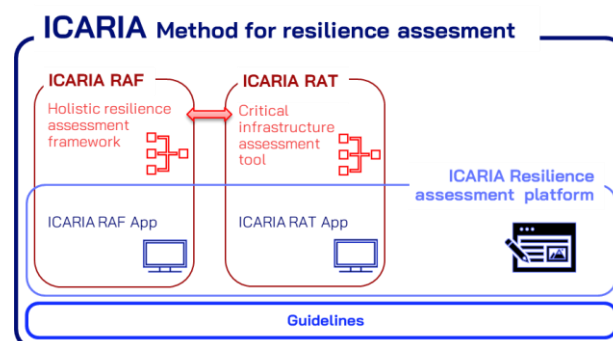 ICARIA Method for resilience assesment
ICARIA RAF
Holistic resilience
assessment
framework
ICARIA RAT
Critical
infrastructure
assessment
tool
ICARIA Resilience
assessment platform
ICARIA RAF App
ICARIA RAT App
Guidelines